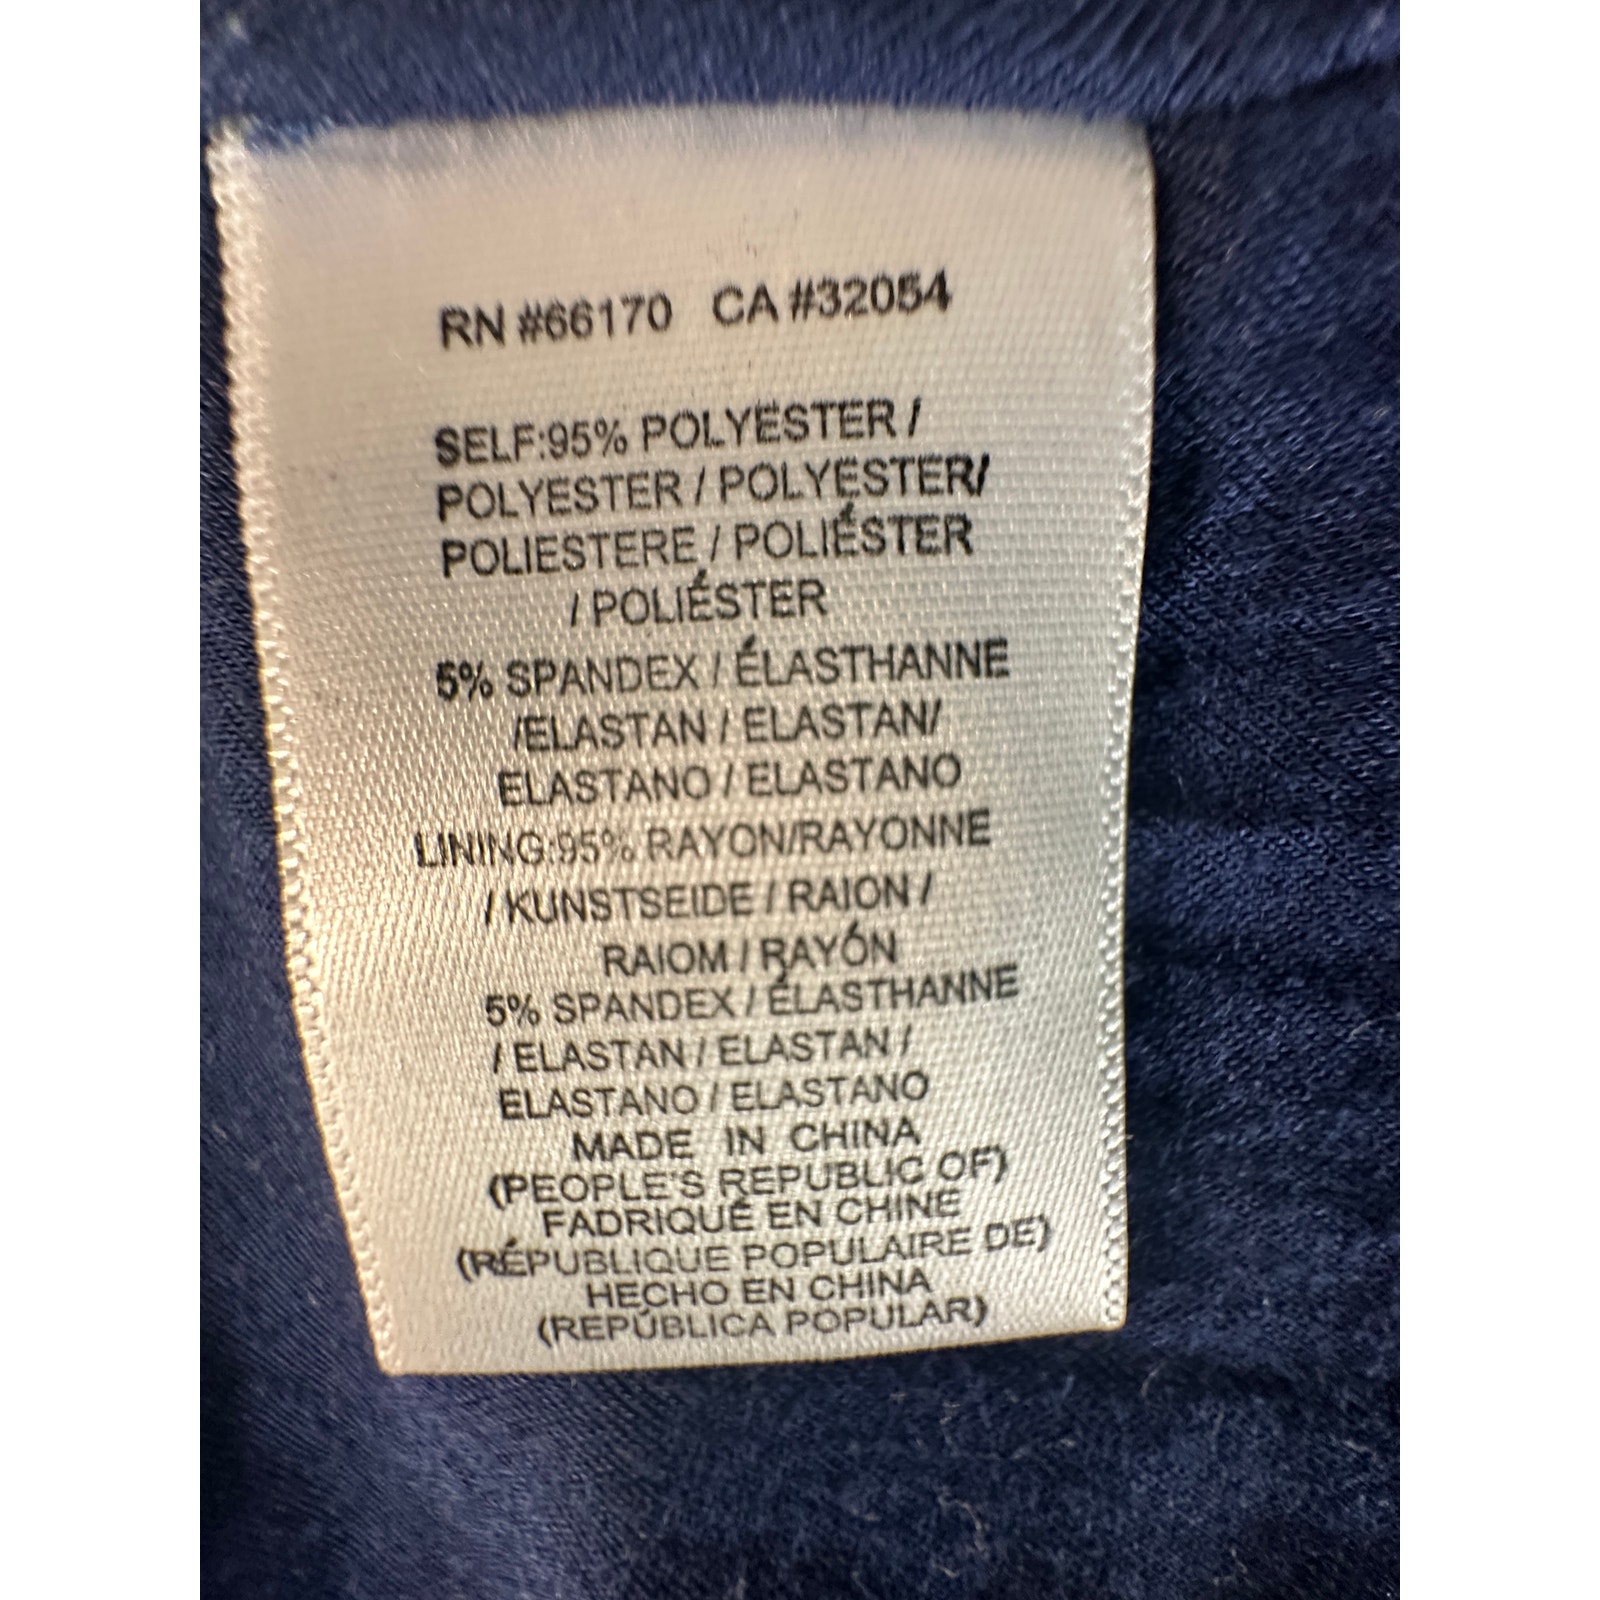 RN #66170 CA #32054
SELF:95% POLYESTER /
POLYESTER / POLYESTER/
POLIESTERE / POLIÉSTER
/ POLIÉSTER
5% SPANDEX / ÉLASTHANNE
/ELASTAN / ELASTAN/
ELASTANO / ELASTANO
LINING:95% RAYON/RAYONNE
/ KUNSTSEIDE / RAION /
RAIOM / RAYÓN
5% SPANDEX / ÉLASTHANNE
/ ELASTAN / ELASTAN /
ELASTANO / ELASTANO
MADE IN CHINA
(PEOPLE'S REPUBLIC OF)
FADRIQUÉ EN CHINE
(RÉPUBLIQUE POPULAIRE DE)
HECHO EN CHINA
(REPÚBLICA POPULAR)